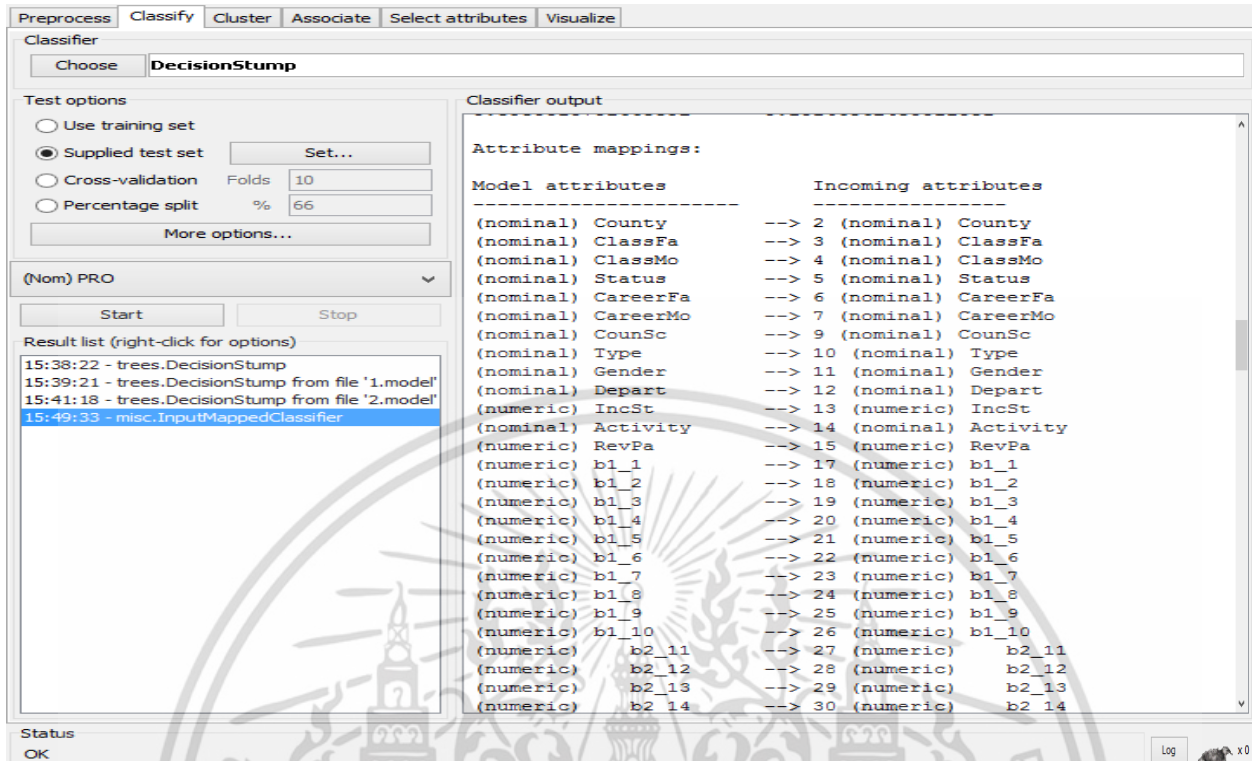 Preprocess Classify Cluster Associate Select attributes Visualize
Classifier
Choose DecisionStump
Test options
Use training set
Supplied test set Set...
Cross-validation Folds 10
Percentage split % 66
More options...
(Nom) PRO
Start Stop
Result list (right-click for options)
15:38:22 - trees.DecisionStump
15:39:21 - trees.DecisionStump from file '1.model'
15:41:18 - trees.DecisionStump from file '2.model'
15:49:33 - misc.InputMappedClassifier
Classifier output
Attribute mappings:
Model attributes Incoming attributes
---------------------- ----------------
(nominal) County --> 2 (nominal) County
(nominal) ClassFa --> 3 (nominal) ClassFa
(nominal) ClassMo --> 4 (nominal) ClassMo
(nominal) Status --> 5 (nominal) Status
(nominal) CareerFa --> 6 (nominal) CareerFa
(nominal) CareerMo --> 7 (nominal) CareerMo
(nominal) CounSc --> 9 (nominal) CounSc
(nominal) Type --> 10 (nominal) Type
(nominal) Gender --> 11 (nominal) Gender
(nominal) Depart --> 12 (nominal) Depart
(numeric) IncSt --> 13 (numeric) IncSt
(nominal) Activity --> 14 (nominal) Activity
(numeric) RevPa --> 15 (numeric) RevPa
(numeric) b1_1 --> 17 (numeric) b1_1
(numeric) b1_2 --> 18 (numeric) b1_2
(numeric) b1_3 --> 19 (numeric) b1_3
(numeric) b1_4 --> 20 (numeric) b1_4
(numeric) b1_5 --> 21 (numeric) b1_5
(numeric) b1_6 --> 22 (numeric) b1_6
(numeric) b1_7 --> 23 (numeric) b1_7
(numeric) b1_8 --> 24 (numeric) b1_8
(numeric) b1_9 --> 25 (numeric) b1_9
(numeric) b1_10 --> 26 (numeric) b1_10
(numeric) b2_11 --> 27 (numeric) b2_11
(numeric) b2_12 --> 28 (numeric) b2_12
(numeric) b2_13 --> 29 (numeric) b2_13
(numeric) b2_14 --> 30 (numeric) b2_14
Status
OK
Log x 0